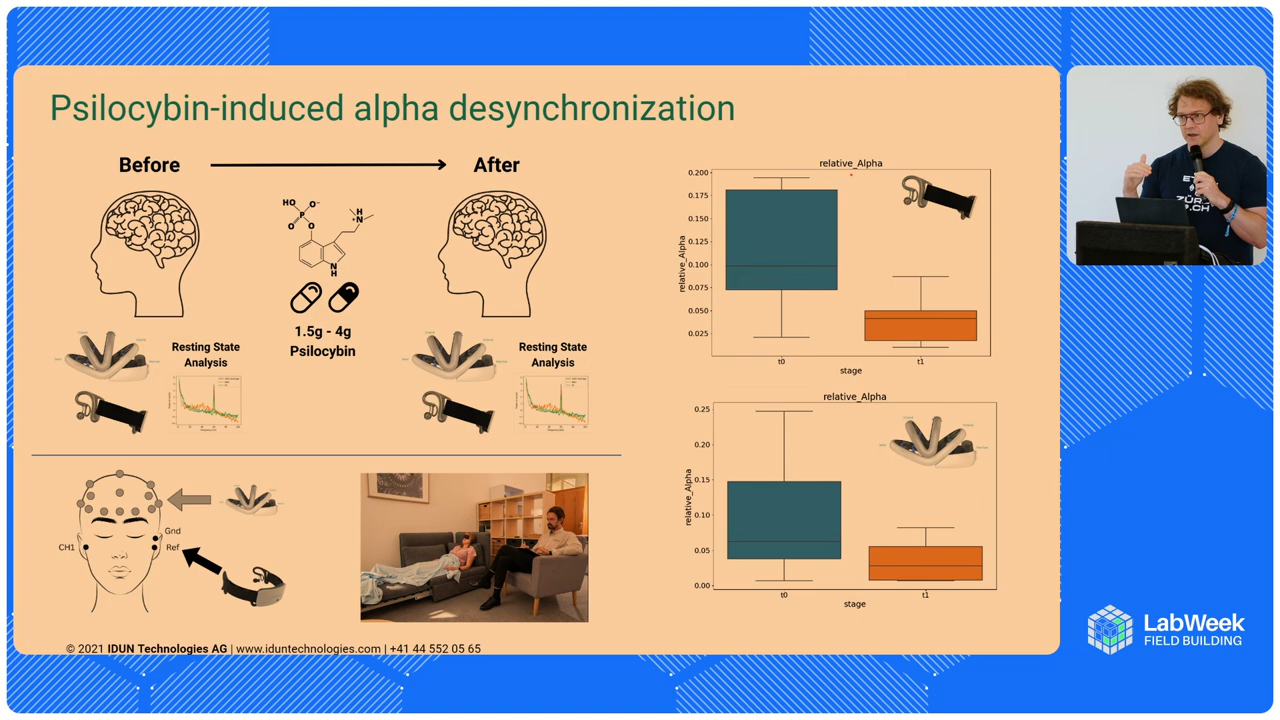 Psilocybin-induced alpha desynchronization
Before
After
HO
O⁻
P
O
O
H
N
+
N
H
1.5g - 4g
Psilocybin
Resting State
Analysis
Resting State
Analysis
CH1
Gnd
Ref
relative_Alpha
relative_Alpha
0.200
0.175
0.150
0.125
0.100
0.075
0.050
0.025
t0
t1
stage
relative_Alpha
relative_Alpha
0.25
0.20
0.15
0.10
0.05
0.00
t0
t1
stage
LabWeek
FIELD BUILDING
© 2021 IDUN Technologies AG | www.iduntechnologies.com | +41 44 552 05 65